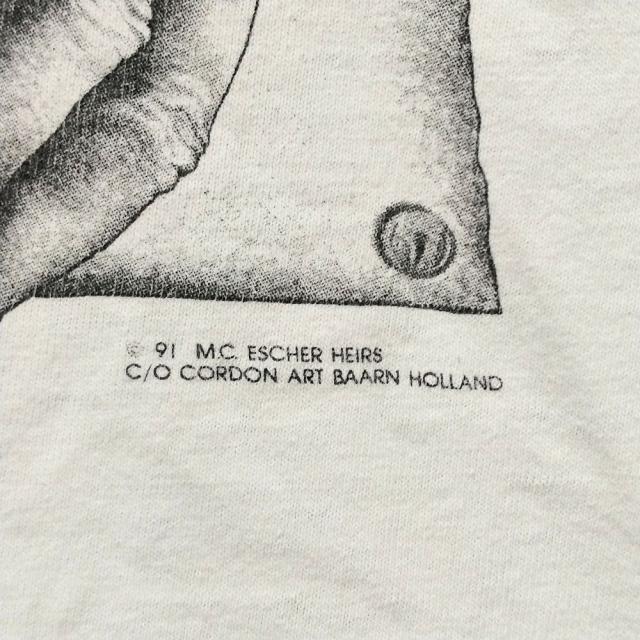 © 91 M.C. ESCHER HEIRS
C/O CORDON ART BAARN HOLLAND